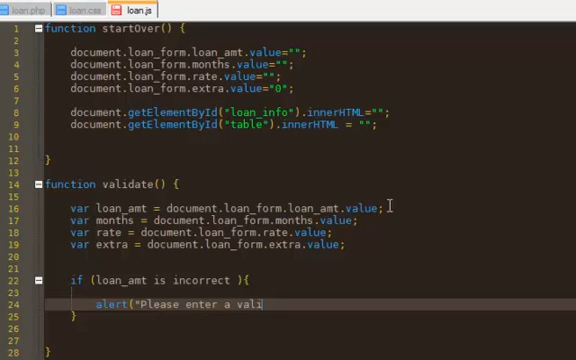 loan.php loan.css loan.js
1 function startOver() {
2
3 document.loan_form.loan_amt.value="";
4 document.loan_form.months.value="";
5 document.loan_form.rate.value="";
6 document.loan_form.extra.value="0";
7
8 document.getElementById("loan_info").innerHTML="";
9 document.getElementById("table").innerHTML = "";
10
11
12 }
13
14 function validate() {
15
16 var loan_amt = document.loan_form.loan_amt.value;
17 var months = document.loan_form.months.value;
18 var rate = document.loan_form.rate.value;
19 var extra = document.loan_form.extra.value;
20
21
22 if (loan_amt is incorrect ){
23
24 alert("Please enter a vali
25 }
26
27
28 }